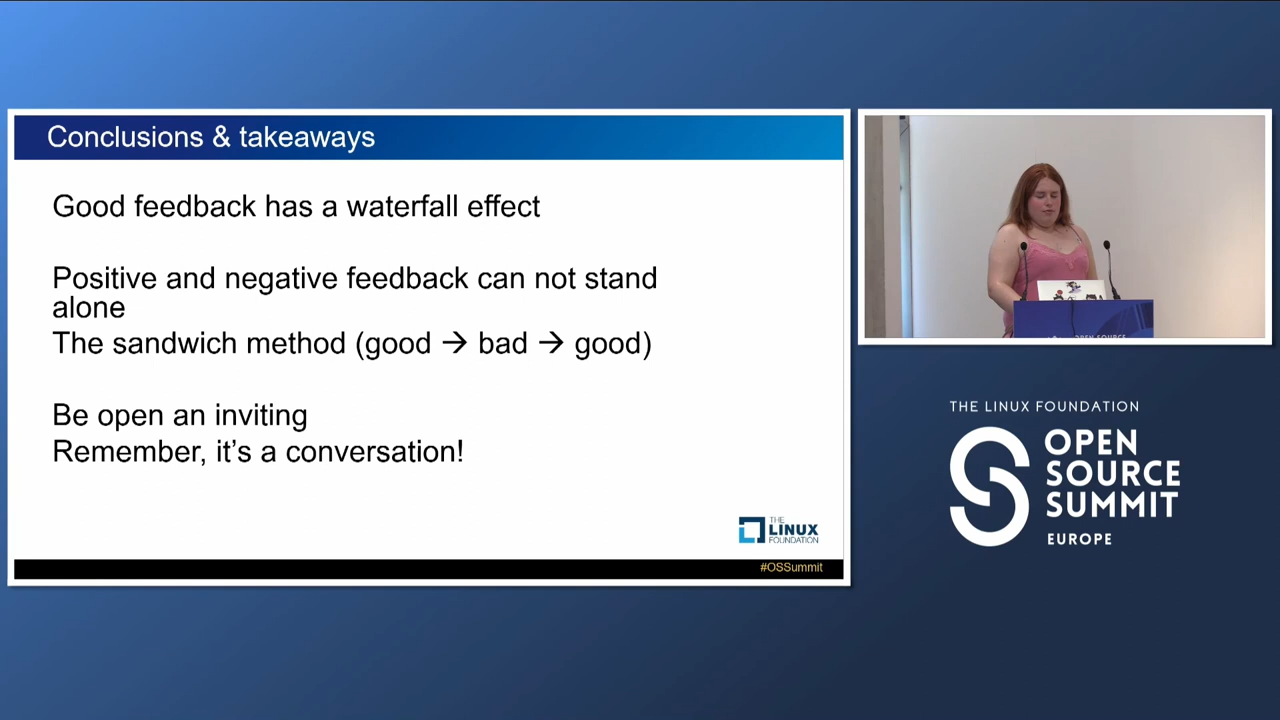 Conclusions & takeaways
Good feedback has a waterfall effect
Positive and negative feedback can not stand
alone
The sandwich method (good → bad → good)
Be open an inviting
Remember, it's a conversation!
THE
LINUX
FOUNDATION
#OSSummit
OPEN SOURCE
THE LINUX FOUNDATION
OPEN
SOURCE
SUMMIT
EUROPE